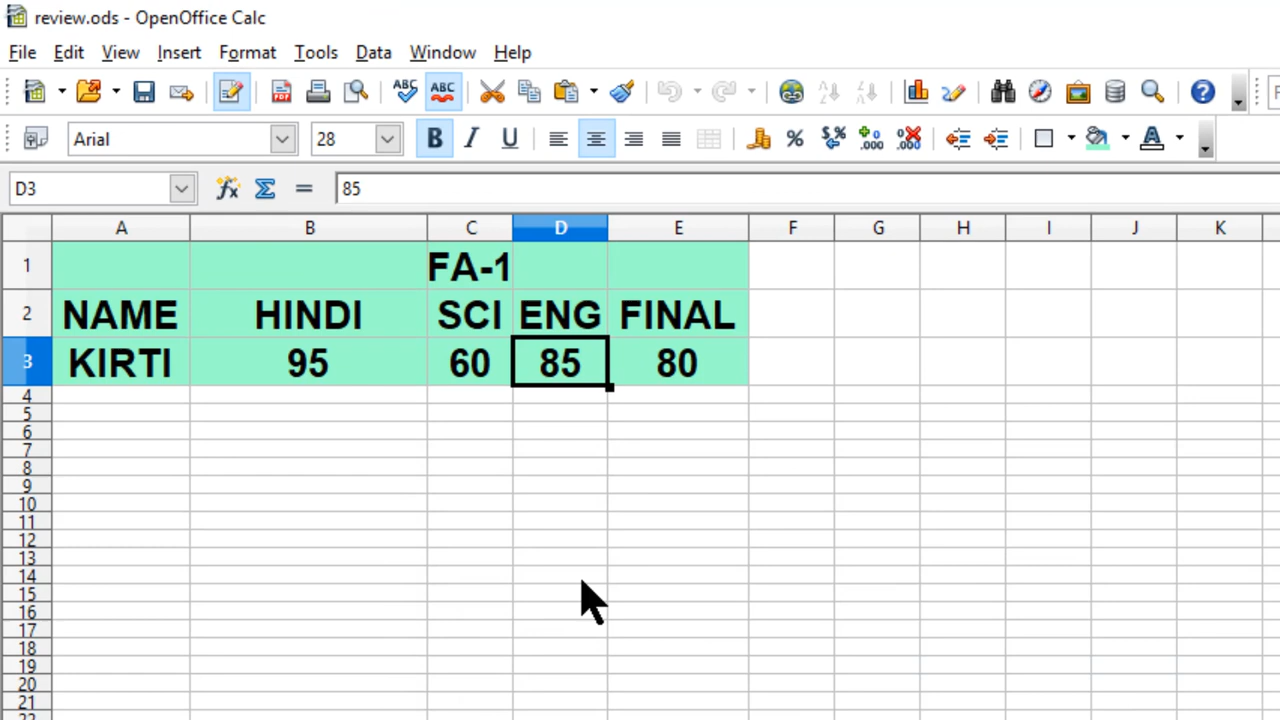 review.ods - OpenOffice Calc
File Edit View Insert Format Tools Data Window Help
Arial 28 B I U
D3 fx Σ = 85
A B C D E F G H I J K
1 FA-1
2 NAME HINDI SCI ENG FINAL
3 KIRTI 95 60 85 80
4
5
6
7
8
9
10
11
12
13
14
15
16
17
18
19
20
21
22